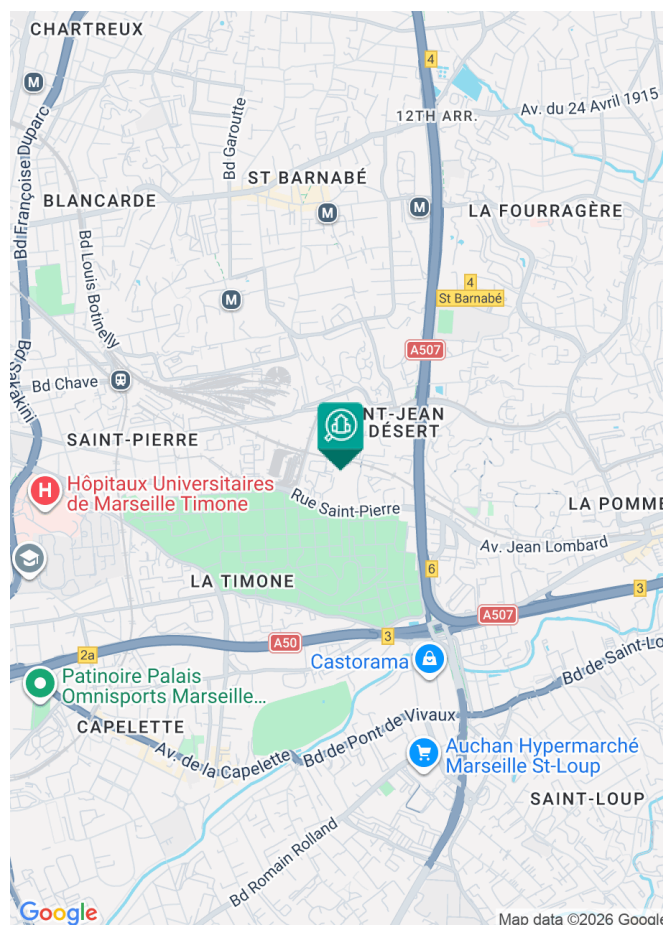 CHARTREUX
M
4
Av. du 24 Avril 1915
12TH ARR.
Bd Garoutte
Bd Françoise Duparc
ST BARNABÉ
BLANCARDE
M
M
LA FOURRAGÈRE
Bd Louis Botinelly
4
St Barnabé
M
A507
Bd Sakakini
Bd Chave
NT-JEAN
DÉSERT
SAINT-PIERRE
H
Hôpitaux Universitaires
de Marseille Timone
Rue Saint-Pierre
LA POMME
Av. Jean Lombard
LA TIMONE
6
3
A507
A50
3
2a
Castorama
Bd de Saint-Lo
Patinoire Palais
Omnisports Marseille...
CAPELETTE
Bd de Pont de Vivaux
Av. de la Capelette
Auchan Hypermarché
Marseille St-Loup
SAINT-LOUP
Bd Romain Rolland
Google
Map data ©2026 Google